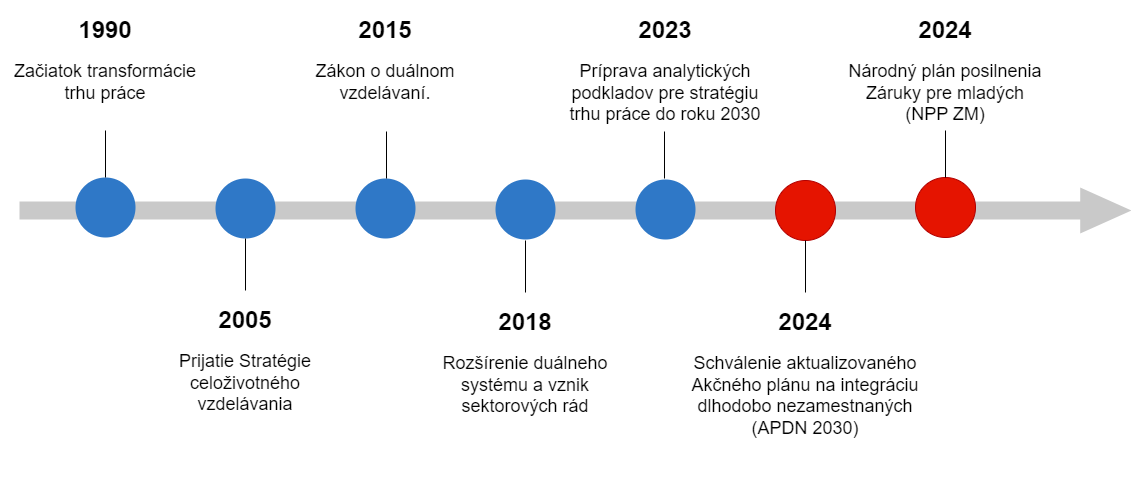 1990
Začiatok transformácie
trhu práce
2005
Prijatie Stratégie
celoživotného
vzdelávania
2015
Zákon o duálnom
vzdelávaní.
2018
Rozšírenie duálneho
systému a vznik
sektorových rád
2023
Príprava analytických
podkladov pre stratégiu
trhu práce do roku 2030
2024
Schválenie aktualizovaného
Akčného plánu na integráciu
dlhodobo nezamestnaných
(APDN 2030)
2024
Národný plán posilnenia
Záruky pre mladých
(NPP ZM)